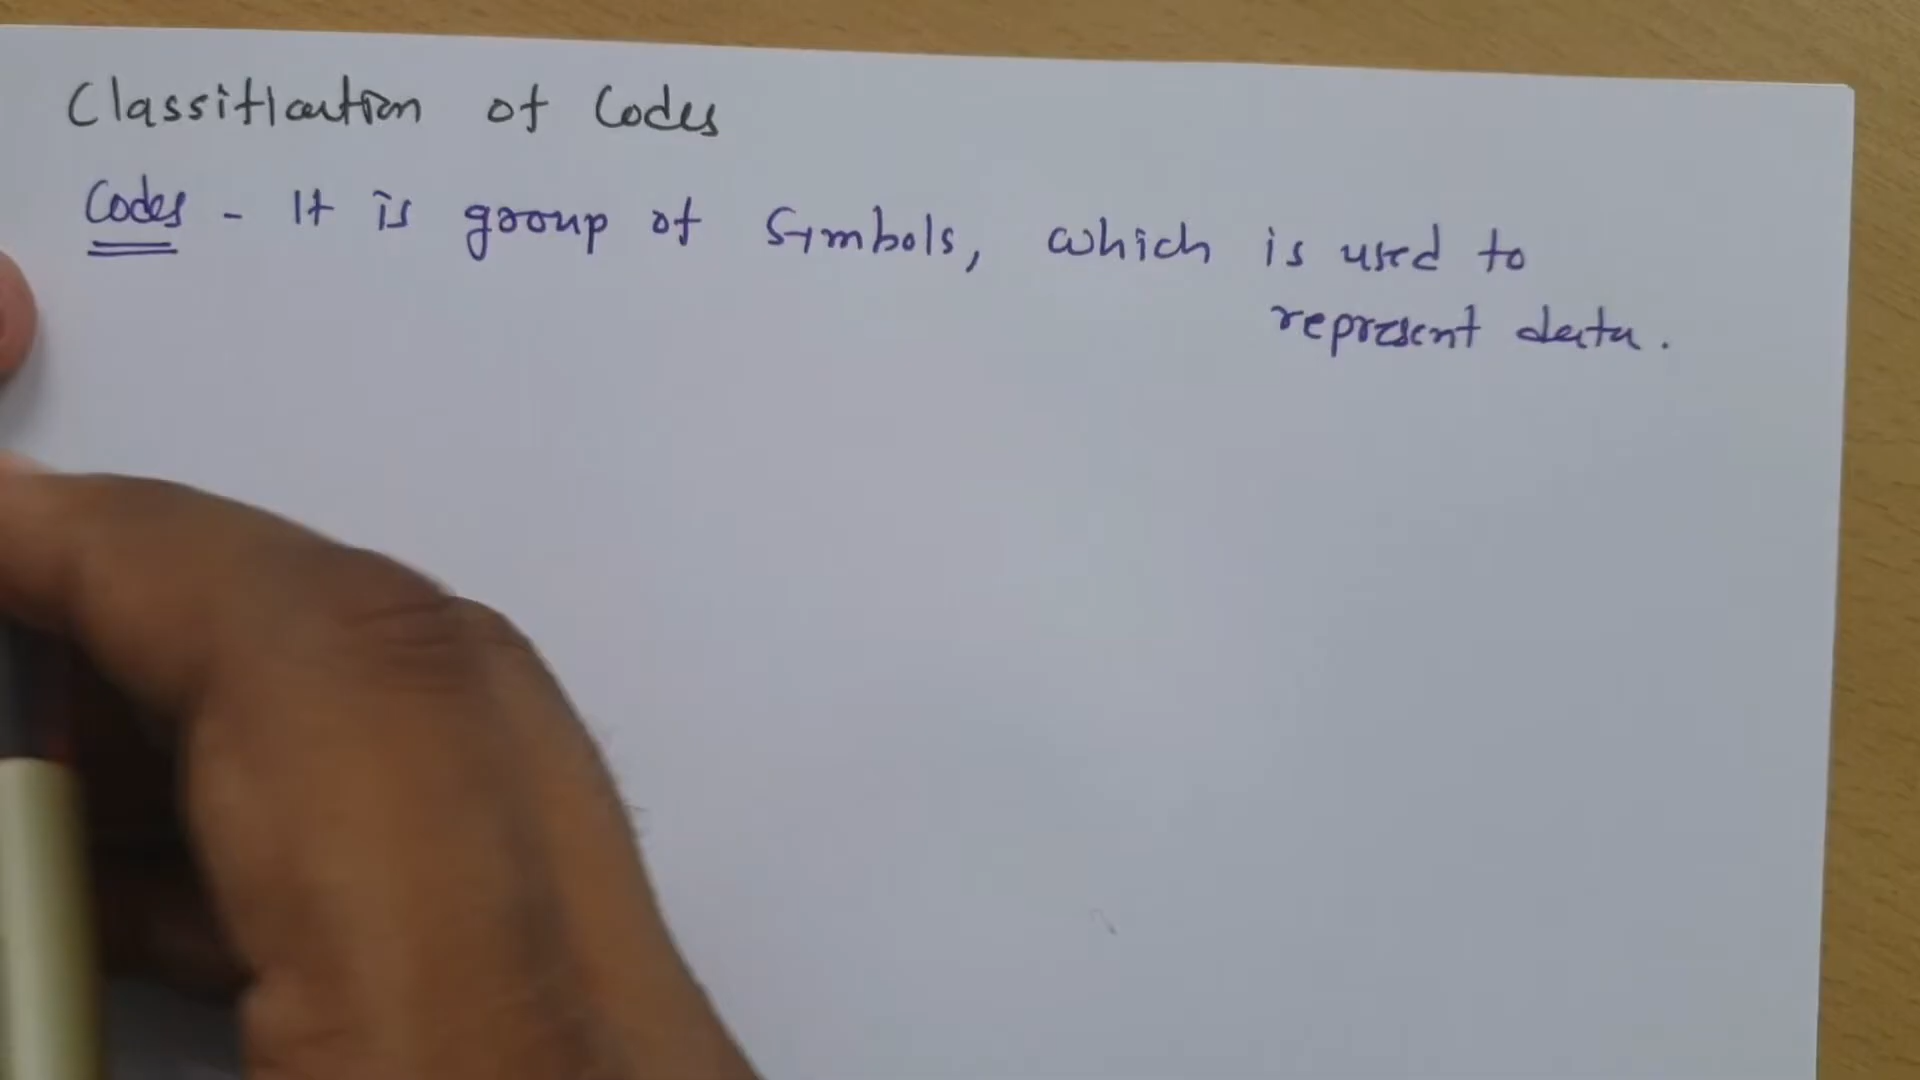 Classification of Codes
Codes - It is group of Symbols, which is used to
represent data.